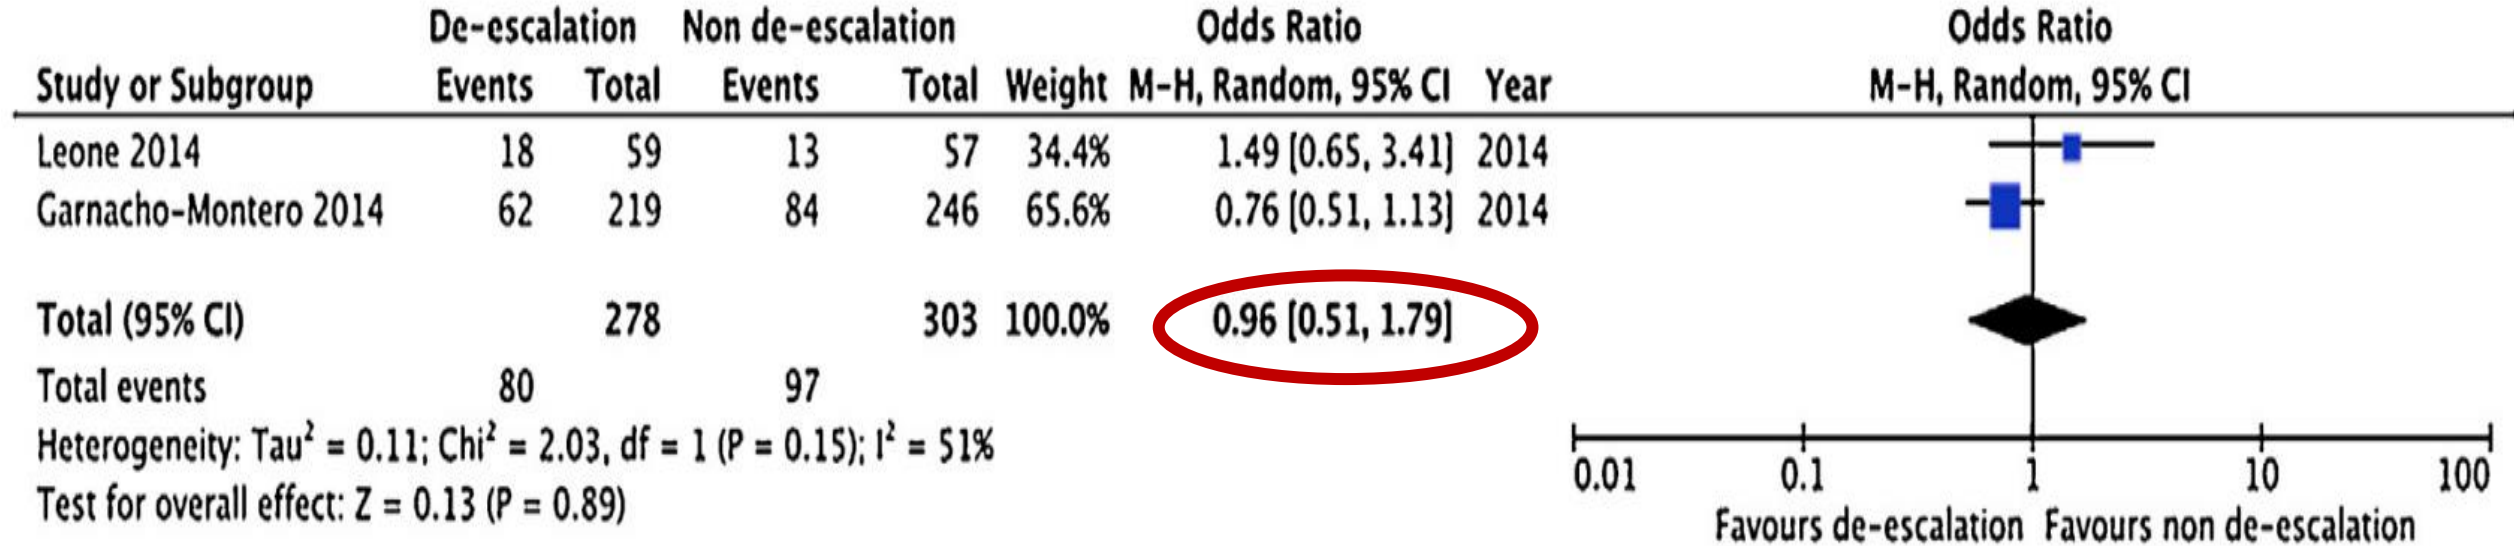 De-escalation Non de-escalation Odds Ratio Odds Ratio
Study or Subgroup Events Total Events Total Weight M-H, Random, 95% CI Year M-H, Random, 95% CI
Leone 2014 18 59 13 57 34.4% 1.49 [0.65, 3.41] 2014
Garnacho-Montero 2014 62 219 84 246 65.6% 0.76 [0.51, 1.13] 2014
Total (95% CI) 278 303 100.0% 0.96 [0.51, 1.79]
Total events 80 97
Heterogeneity: Tau² = 0.11; Chi² = 2.03, df = 1 (P = 0.15); I² = 51%
Test for overall effect: Z = 0.13 (P = 0.89)
0.01 0.1 1 10 100
Favours de-escalation Favours non de-escalation